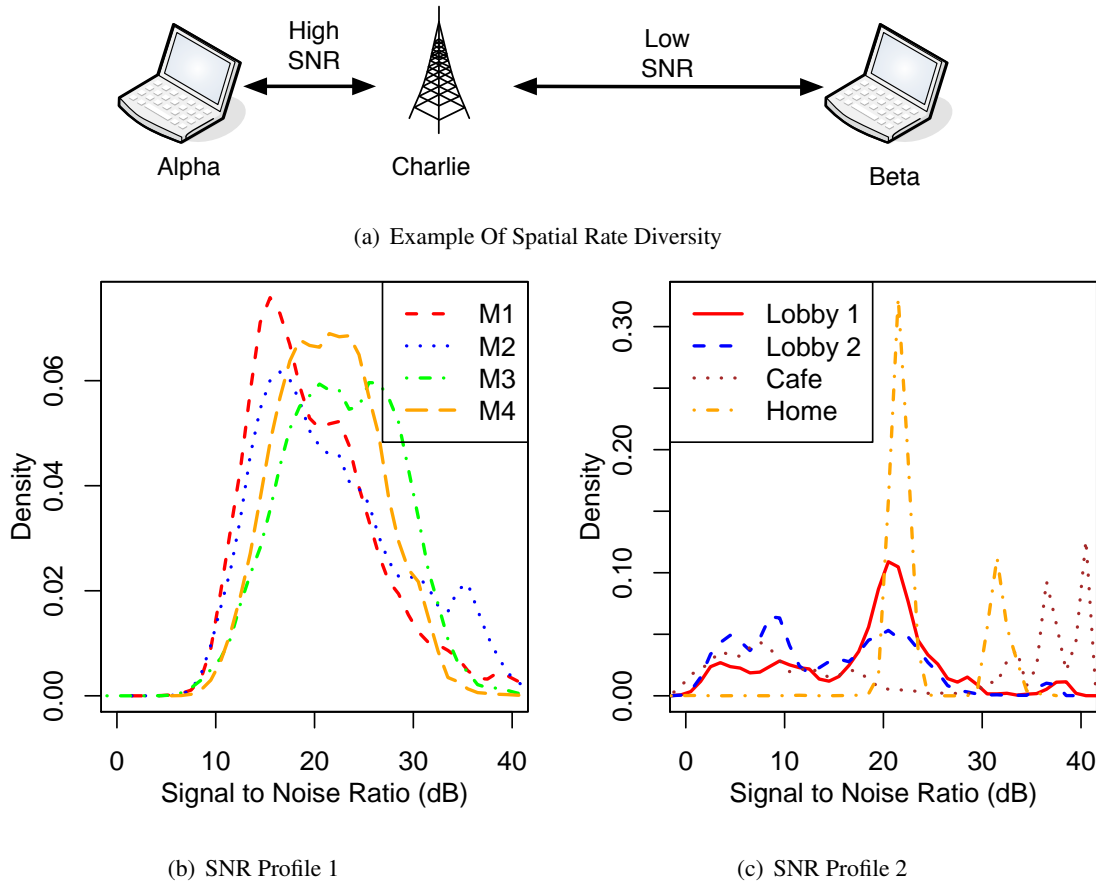 High
SNR
Low
SNR
Alpha
Charlie
Beta
(a) Example Of Spatial Rate Diversity
M1
M2
M3
M4
0.00
0.02
0.04
0.06
Density
0
10
20
30
40
Signal to Noise Ratio (dB)
(b) SNR Profile 1
Lobby 1
Lobby 2
Cafe
Home
0.00
0.10
0.20
0.30
Density
0
10
20
30
40
Signal to Noise Ratio (dB)
(c) SNR Profile 2